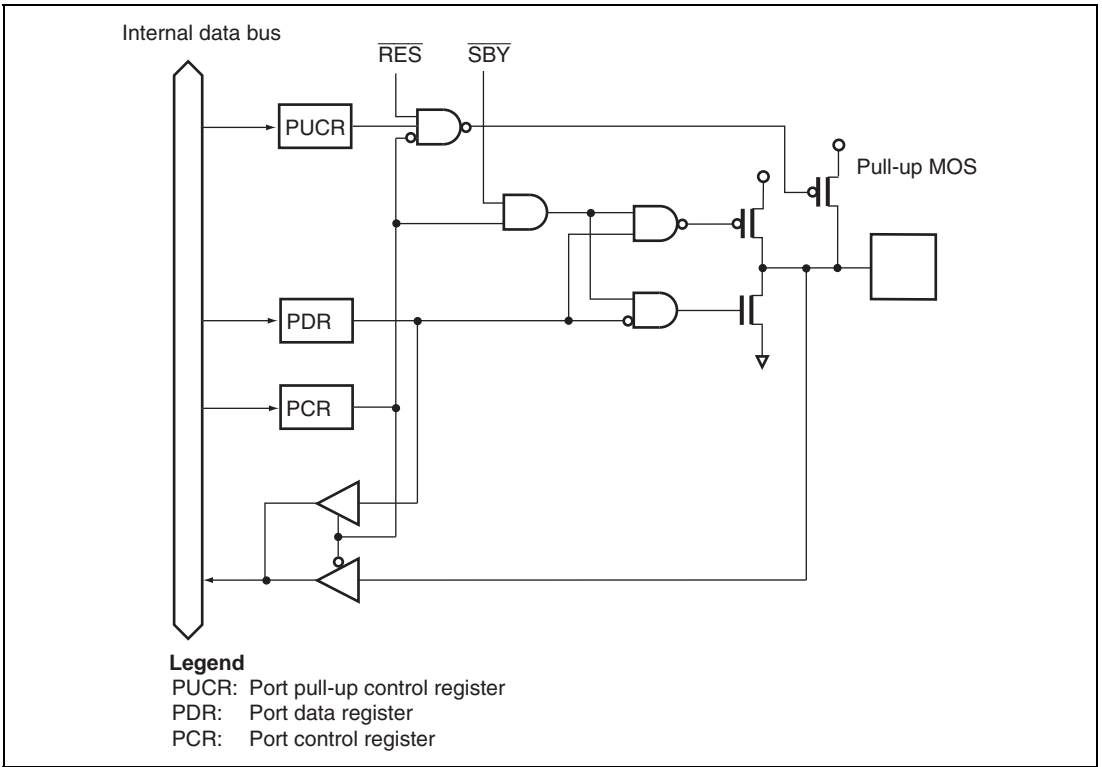 Internal data bus
RES
SBY
PUCR
Pull-up MOS
PDR
PCR
Legend
PUCR: Port pull-up control register
PDR: Port data register
PCR: Port control register